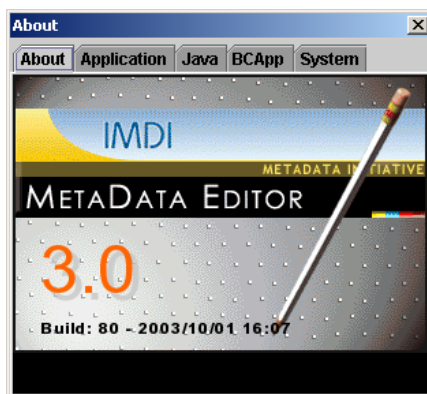 About
About Application Java BCApp System
IMDI
METADATA INITIATIVE
METADATA EDITOR
3.0
Build: 80 - 2003/10/01 16:07